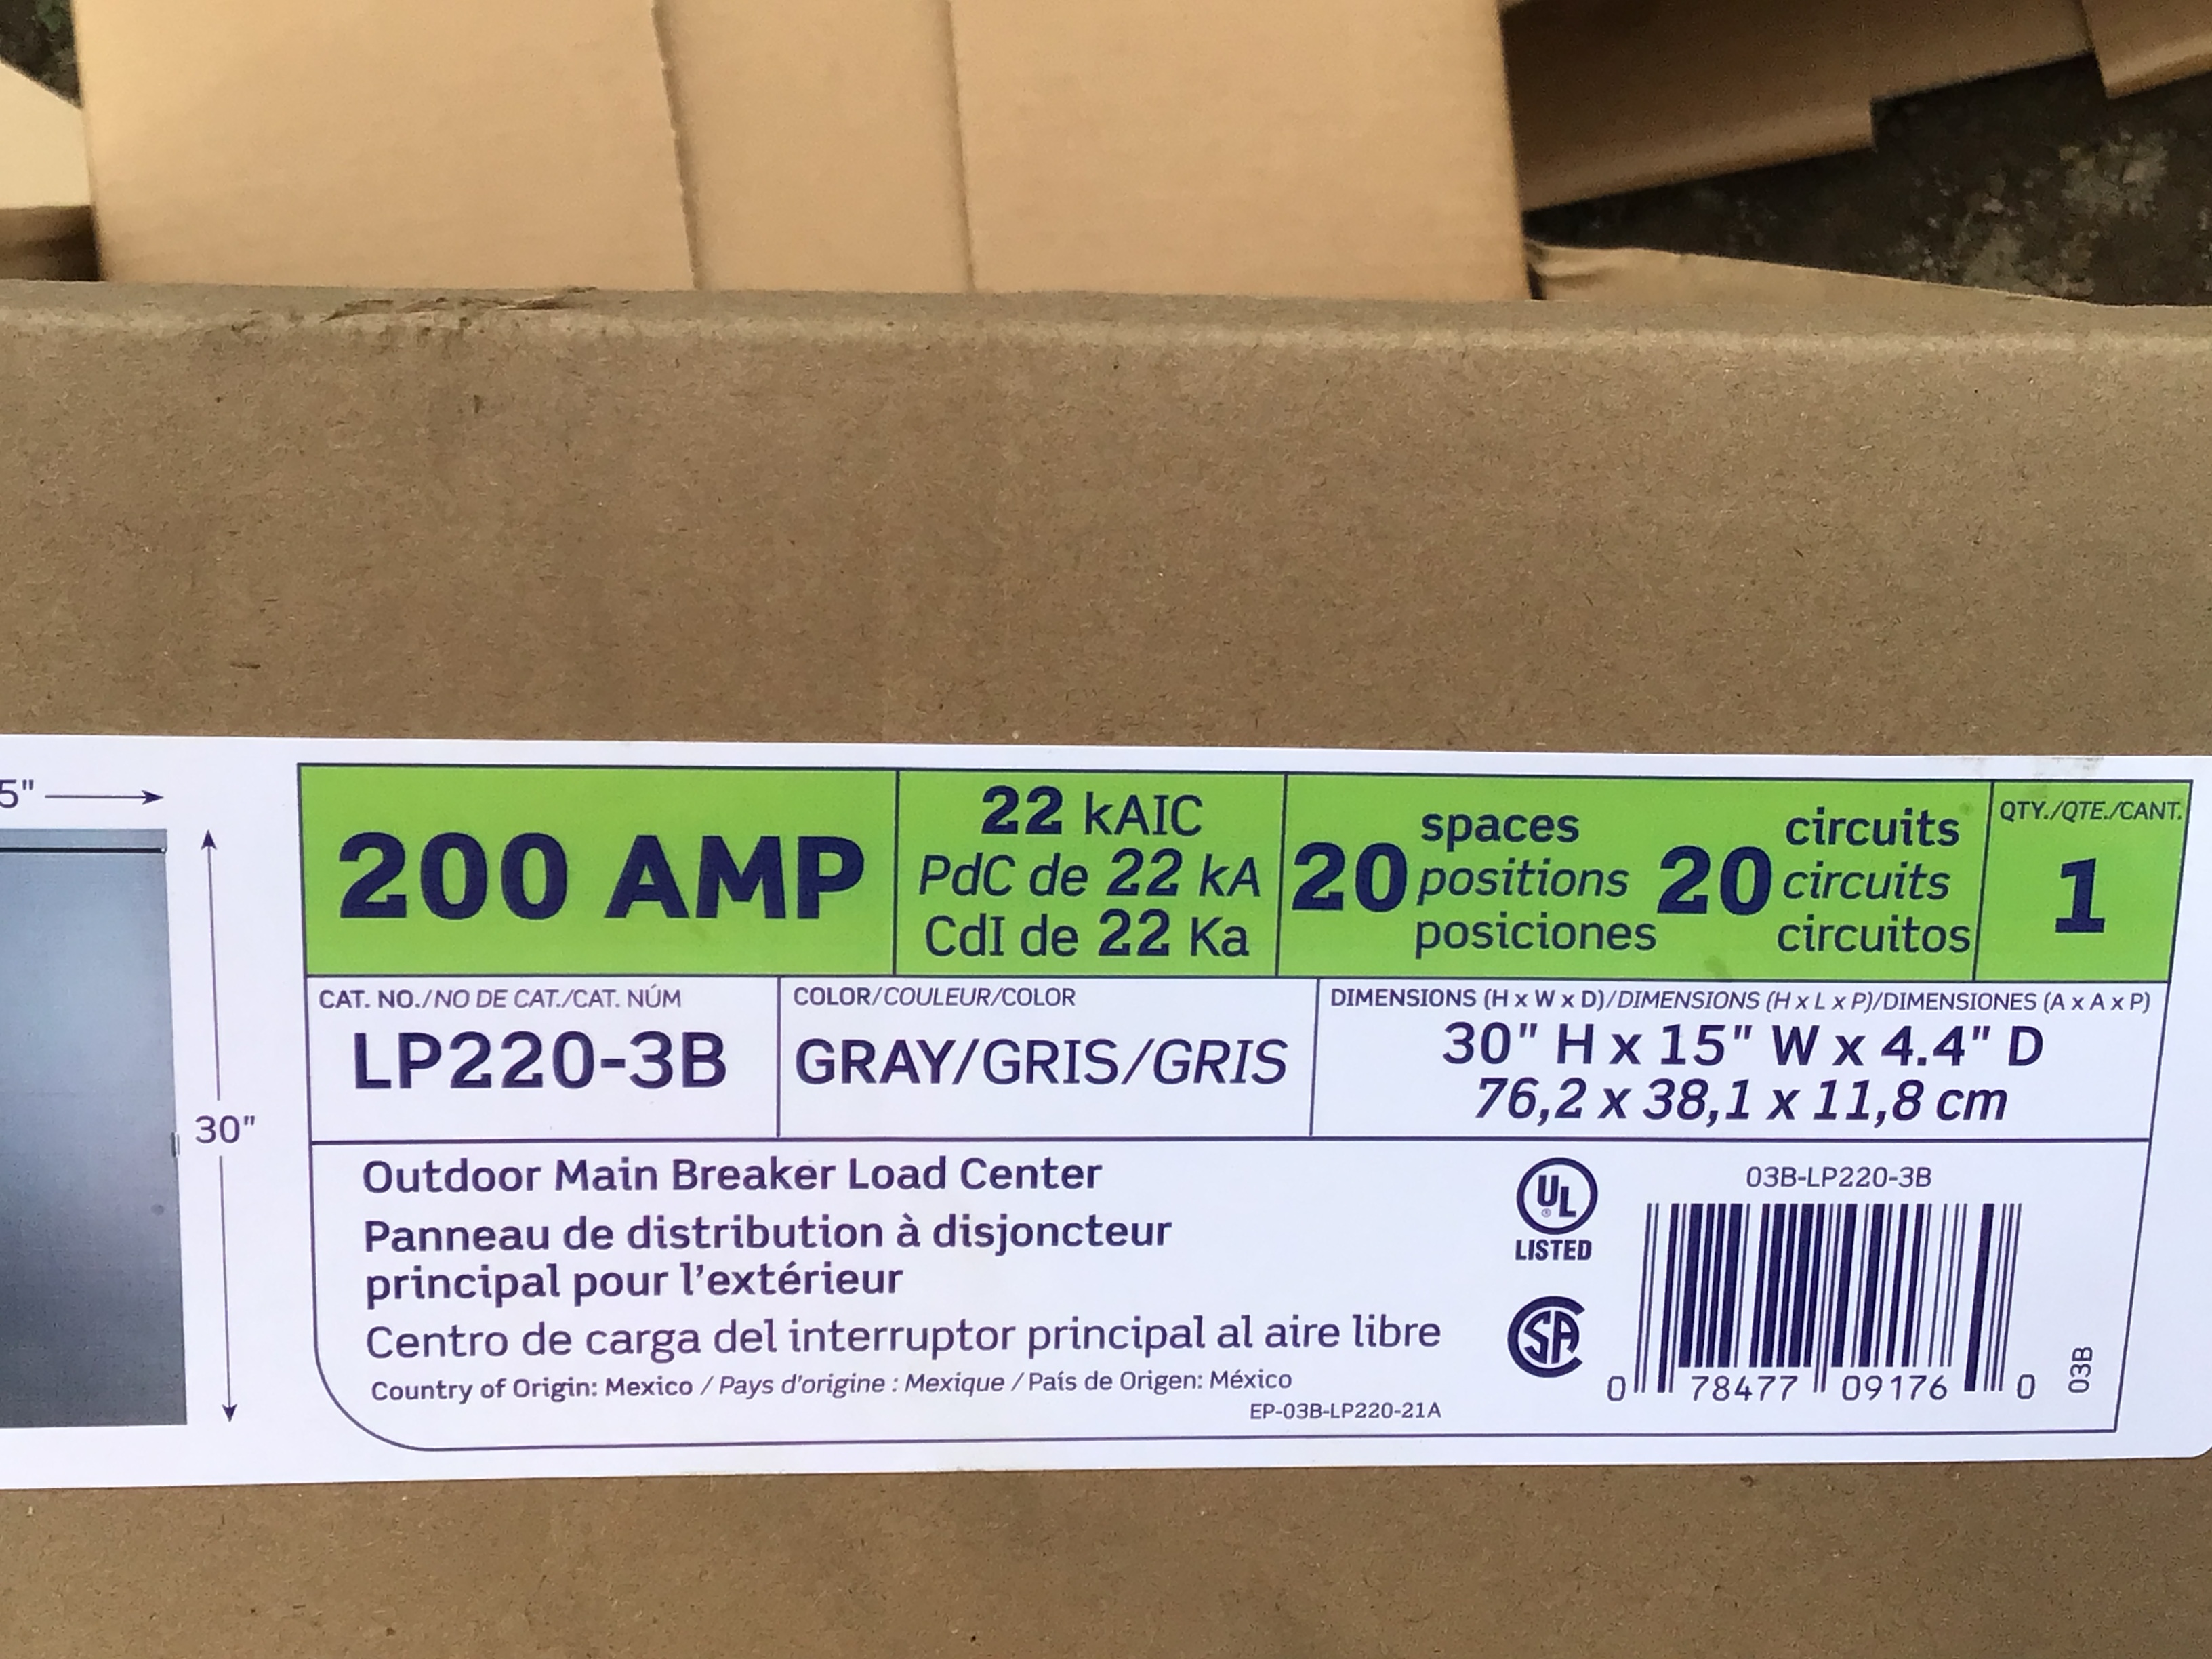 5"
30"
200 AMP
22 kAIC
PdC de 22 kA
CdI de 22 Ka
20 spaces
positions
posiciones
20 circuits
circuits
circuitos
QTY./QTE./CANT.
1
CAT. NO./NO DE CAT./CAT. NÚM
LP220-3B
COLOR/COULEUR/COLOR
GRAY/GRIS/GRIS
DIMENSIONS (H x W x D)/DIMENSIONS (H x L x P)/DIMENSIONES (A x A x P)
30" H x 15" W x 4.4" D
76,2 x 38,1 x 11,8 cm
Outdoor Main Breaker Load Center
Panneau de distribution à disjoncteur
principal pour l'extérieur
Centro de carga del interruptor principal al aire libre
Country of Origin: Mexico / Pays d'origine : Mexique / País de Origen: México
EP-03B-LP220-21A
UL
®
LISTED
SA
03B-LP220-3B
0 78477 09176 0
03B